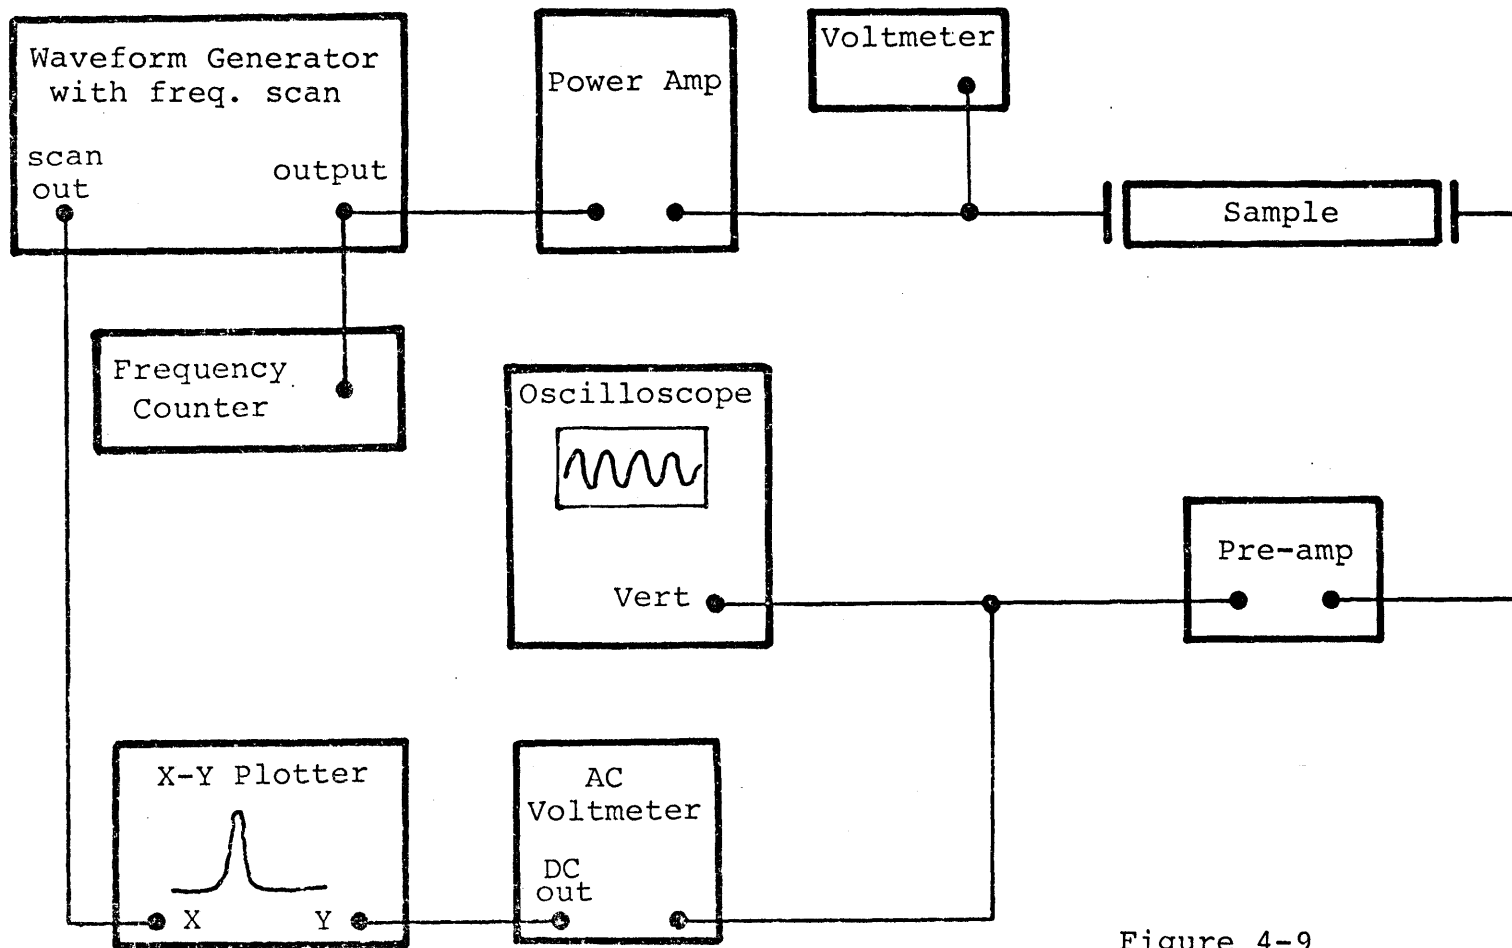 Waveform Generator
with freq. scan
scan
out
output
Power Amp
Voltmeter
Sample
Frequency
Counter
Oscilloscope
Vert
Pre-amp
X-Y Plotter
X
Y
AC
Voltmeter
DC
out
Figure 4-9